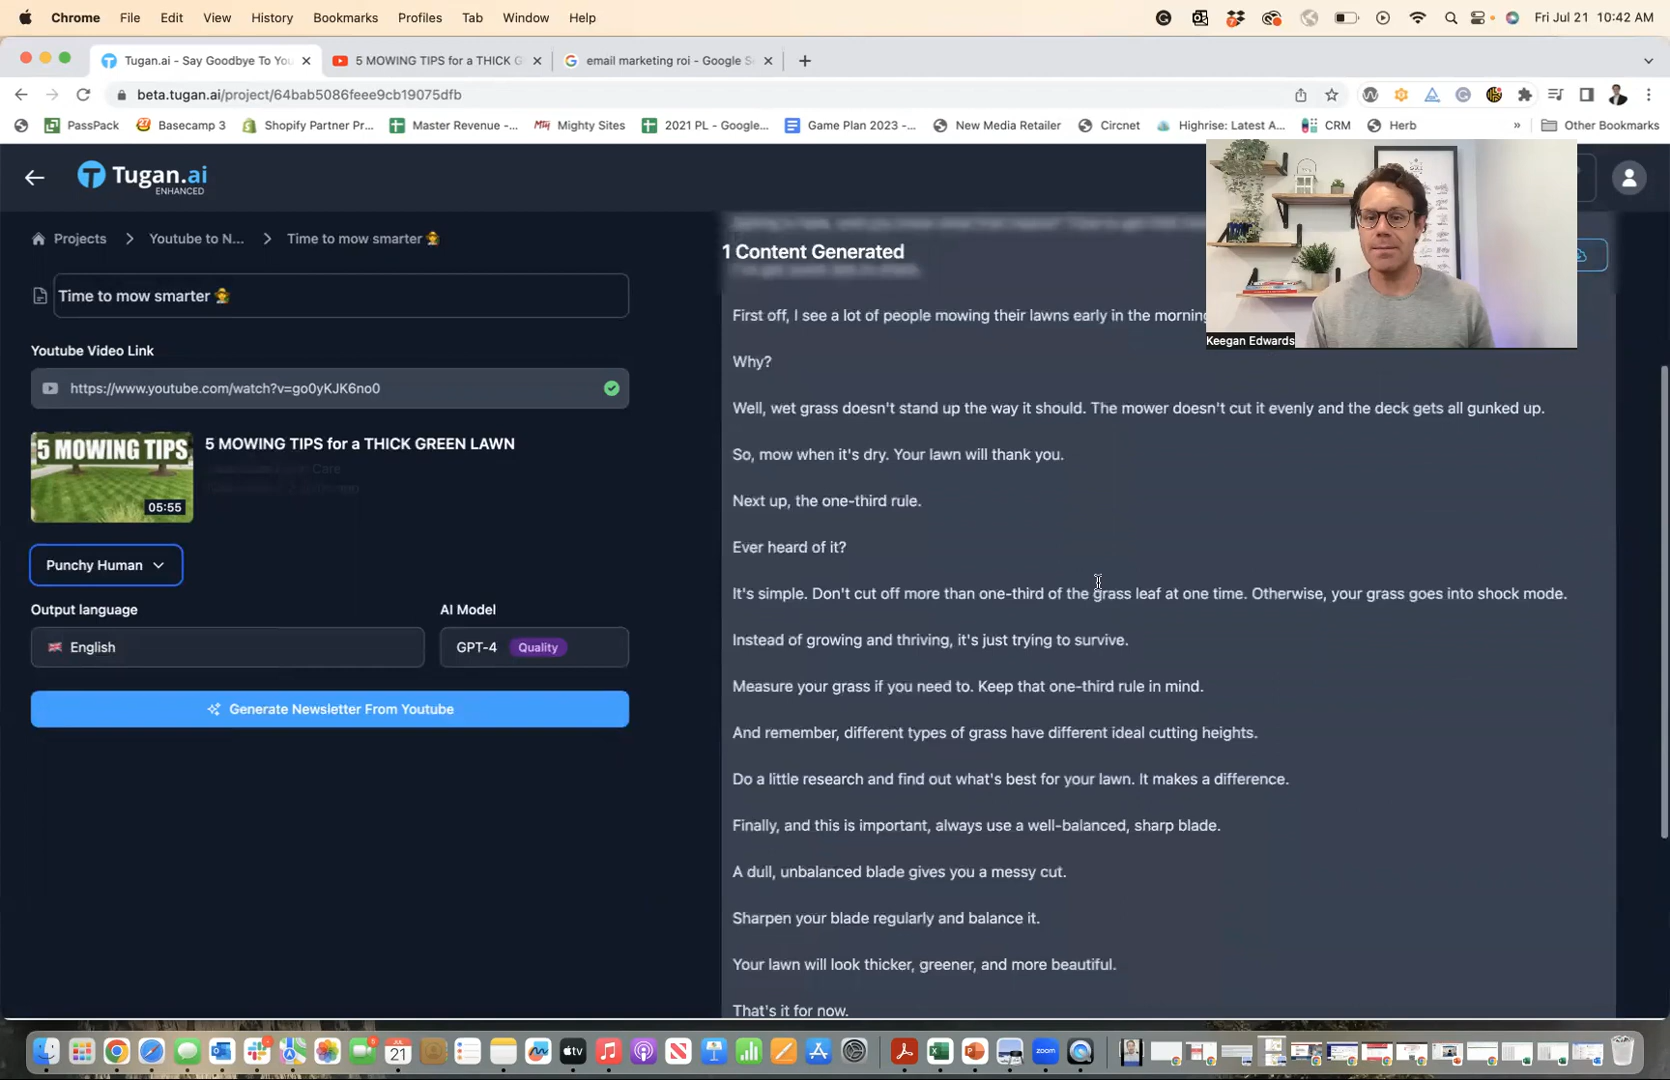 Chrome File Edit View History Bookmarks Profiles Tab Window Help
Fri Jul 21 10:42 AM
Tugan.ai - Say Goodbye To You
5 MOWING TIPS for a THICK G
email marketing roi - Google S
beta.tugan.ai/project/64bab5086feee9cb19075dfb
PassPack
Basecamp 3
Shopify Partner Pr...
Master Revenue -...
Mighty Sites
2021 PL - Google...
Game Plan 2023 -...
New Media Retailer
Circnet
Highrise: Latest A...
CRM
Herb
»
Other Bookmarks
Tugan.ai
ENHANCED
Projects > Youtube to N... > Time to mow smarter
Time to mow smarter
Youtube Video Link
https://www.youtube.com/watch?v=go0yKJK6no0
5 MOWING TIPS
05:55
5 MOWING TIPS for a THICK GREEN LAWN
Care
Punchy Human
Output language
English
AI Model
GPT-4 Quality
Generate Newsletter From Youtube
1 Content Generated
First off, I see a lot of people mowing their lawns early in the morning
Why?
Well, wet grass doesn't stand up the way it should. The mower doesn't cut it evenly and the deck gets all gunked up.
So, mow when it's dry. Your lawn will thank you.
Next up, the one-third rule.
Ever heard of it?
It's simple. Don't cut off more than one-third of the grass leaf at one time. Otherwise, your grass goes into shock mode.
Instead of growing and thriving, it's just trying to survive.
Measure your grass if you need to. Keep that one-third rule in mind.
And remember, different types of grass have different ideal cutting heights.
Do a little research and find out what's best for your lawn. It makes a difference.
Finally, and this is important, always use a well-balanced, sharp blade.
A dull, unbalanced blade gives you a messy cut.
Sharpen your blade regularly and balance it.
Your lawn will look thicker, greener, and more beautiful.
That's it for now.
Keegan Edwards
JUL
21
zoom